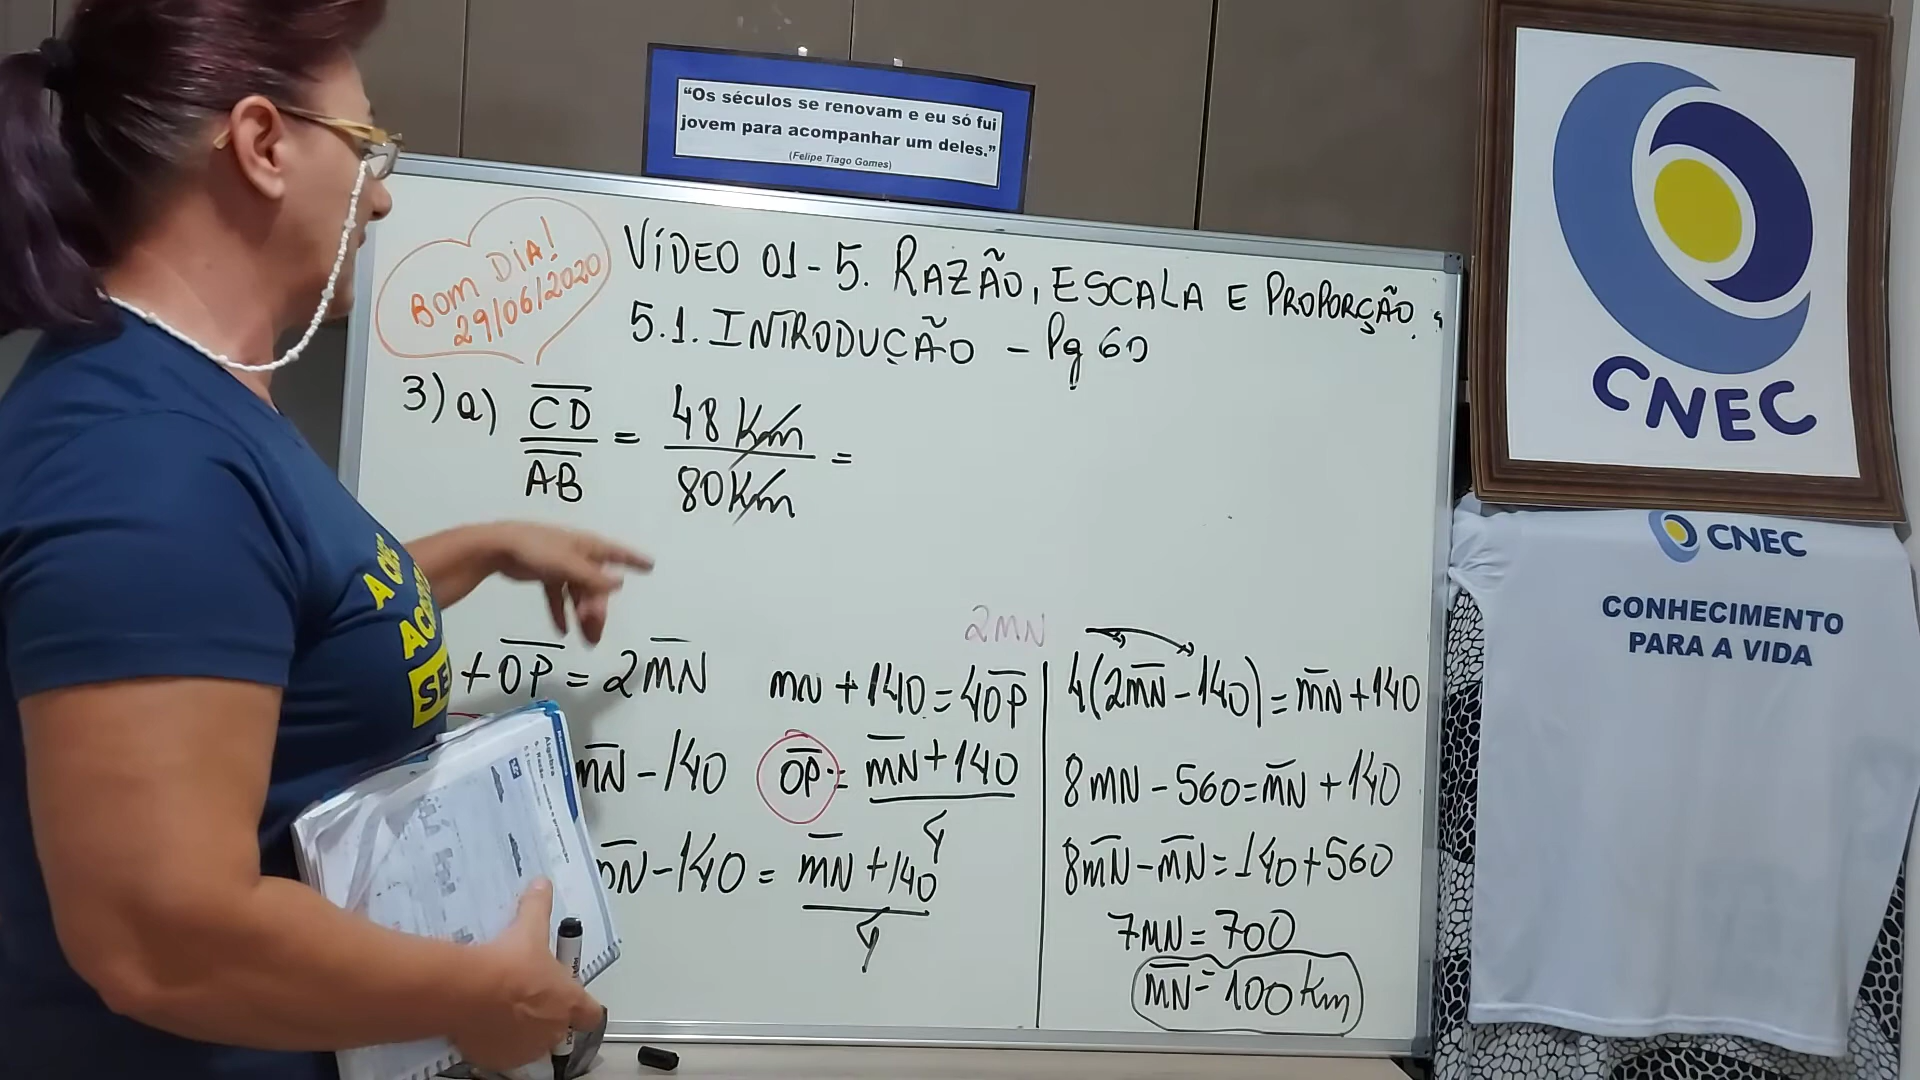 “Os séculos se renovam e eu só fui
jovem para acompanhar um deles.”
(Felipe Tiago Gomes)
CNEC
BOM DIA!
29/06/2020
VÍDEO 01 - 5. RAZÃO, ESCALA E PROPORÇÃO.
5.1. INTRODUÇÃO - Pg 60
3) a) CD/AB = 48 Km/80 Km =
CNEC
CONHECIMENTO
PARA A VIDA
+ OP = 2MN
MN - 140
MN - 140 = MN + 140/4
2MN
MN + 140 = 4OP
OP = MN + 140/4
4(2MN - 140) = MN + 140
8MN - 560 = MN + 140
8MN - MN = 140 + 560
7MN = 700
MN = 100 Km
SE
Álgebra